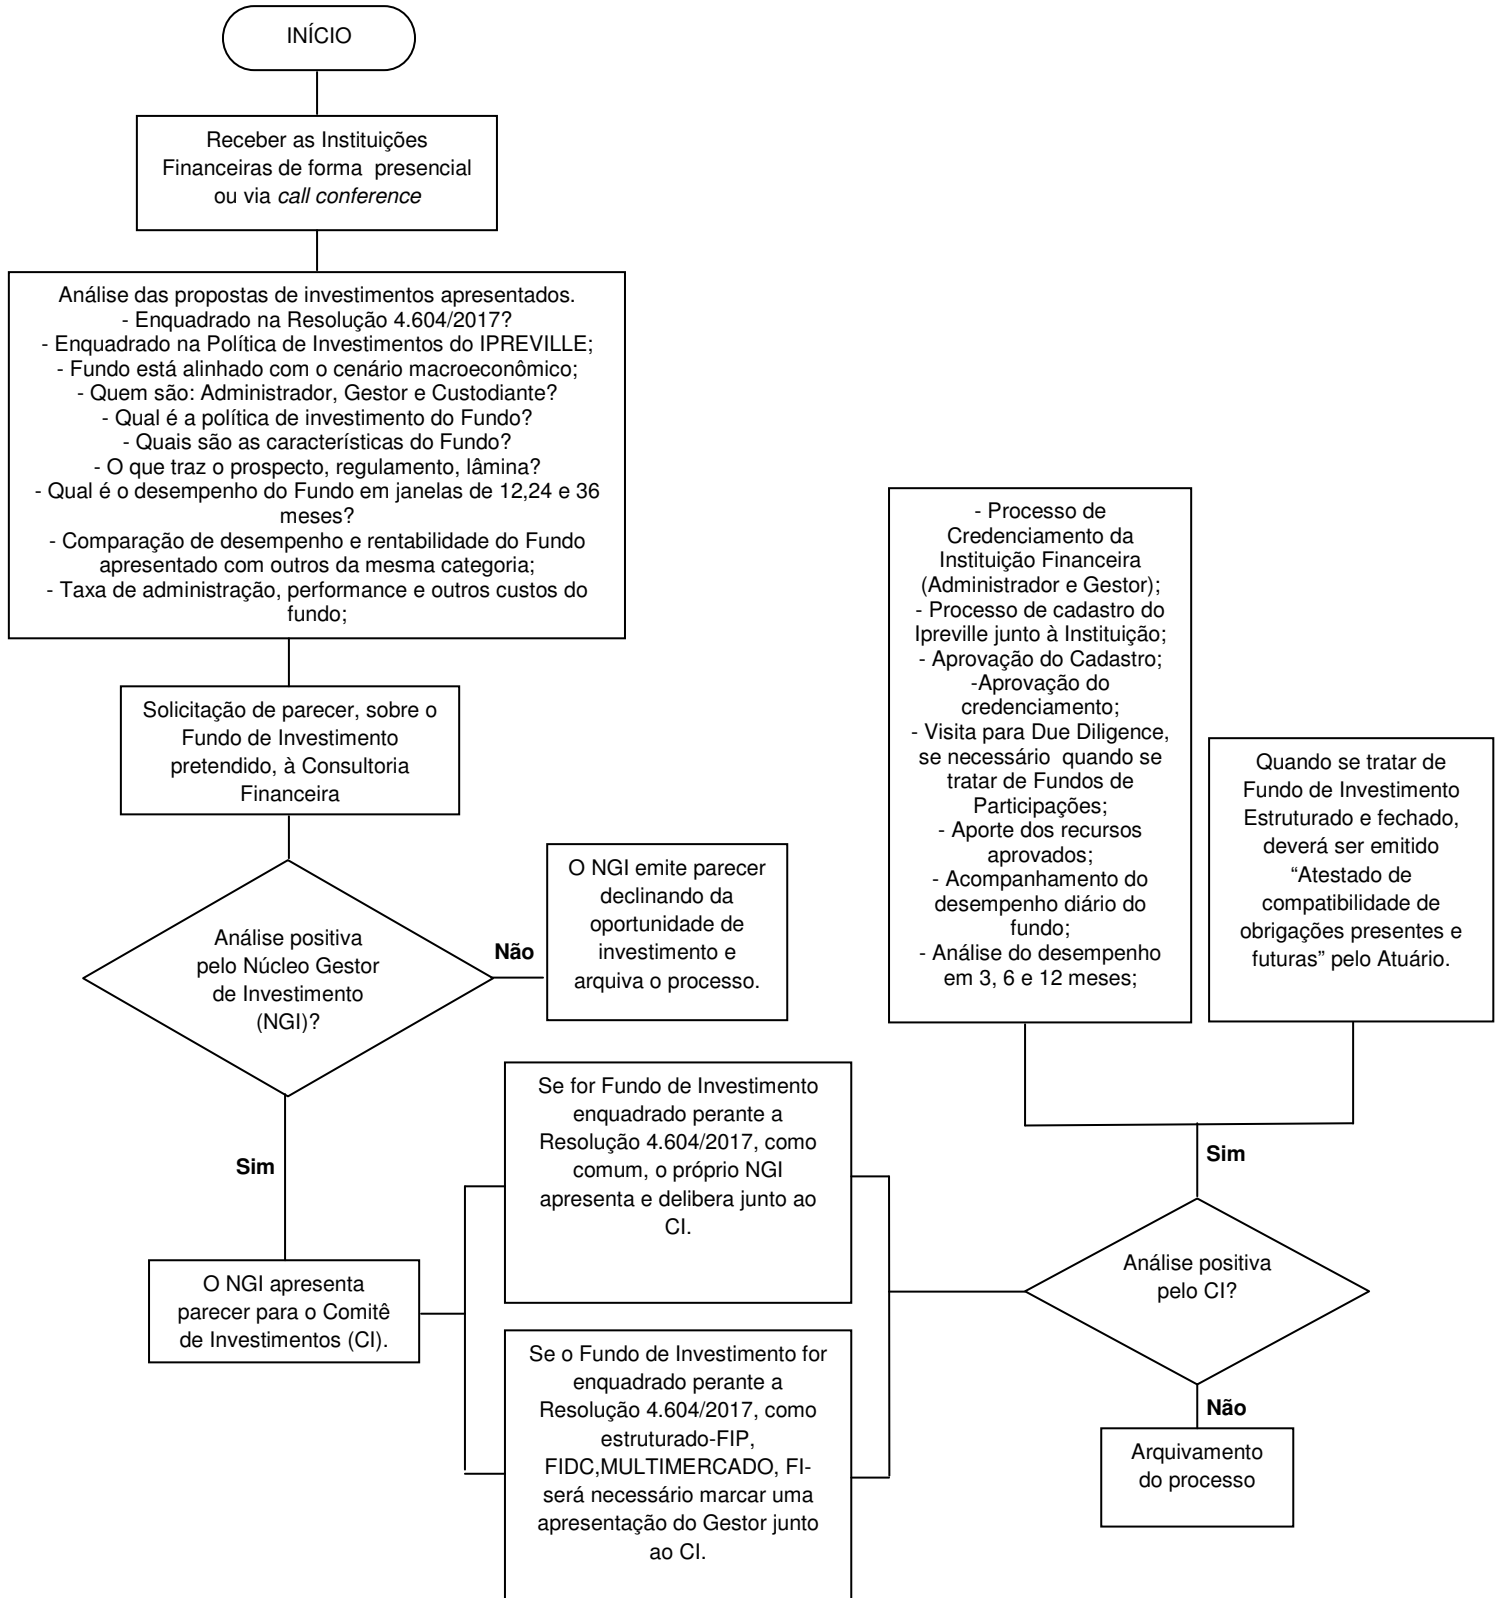 INÍCIO
Receber as Instituições
Financeiras de forma presencial
ou via call conference
Análise das propostas de investimentos apresentados.
- Enquadrado na Resolução 4.604/2017?
- Enquadrado na Política de Investimentos do IPREVILLE;
- Fundo está alinhado com o cenário macroeconômico;
- Quem são: Administrador, Gestor e Custodiante?
- Qual é a política de investimento do Fundo?
- Quais são as características do Fundo?
- O que traz o prospecto, regulamento, lâmina?
- Qual é o desempenho do Fundo em janelas de 12,24 e 36
meses?
- Comparação de desempenho e rentabilidade do Fundo
apresentado com outros da mesma categoria;
- Taxa de administração, performance e outros custos do
fundo;
Solicitação de parecer, sobre o
Fundo de Investimento
pretendido, à Consultoria
Financeira
Análise positiva
pelo Núcleo Gestor
de Investimento
(NGI)?
Não
O NGI emite parecer
declinando da
oportunidade de
investimento e
arquiva o processo.
Sim
O NGI apresenta
parecer para o Comitê
de Investimentos (CI).
Se for Fundo de Investimento
enquadrado perante a
Resolução 4.604/2017, como
comum, o próprio NGI
apresenta e delibera junto ao
CI.
Se o Fundo de Investimento for
enquadrado perante a
Resolução 4.604/2017, como
estruturado-FIP,
FIDC,MULTIMERCADO, FI-
será necessário marcar uma
apresentação do Gestor junto
ao CI.
Análise positiva
pelo CI?
Sim
- Processo de
Credenciamento da
Instituição Financeira
(Administrador e Gestor);
- Processo de cadastro do
Ipreville junto à Instituição;
- Aprovação do Cadastro;
-Aprovação do
credenciamento;
- Visita para Due Diligence,
se necessário quando se
tratar de Fundos de
Participações;
- Aporte dos recursos
aprovados;
- Acompanhamento do
desempenho diário do
fundo;
- Análise do desempenho
em 3, 6 e 12 meses;
Quando se tratar de
Fundo de Investimento
Estruturado e fechado,
deverá ser emitido
“Atestado de
compatibilidade de
obrigações presentes e
futuras” pelo Atuário.
Não
Arquivamento
do processo